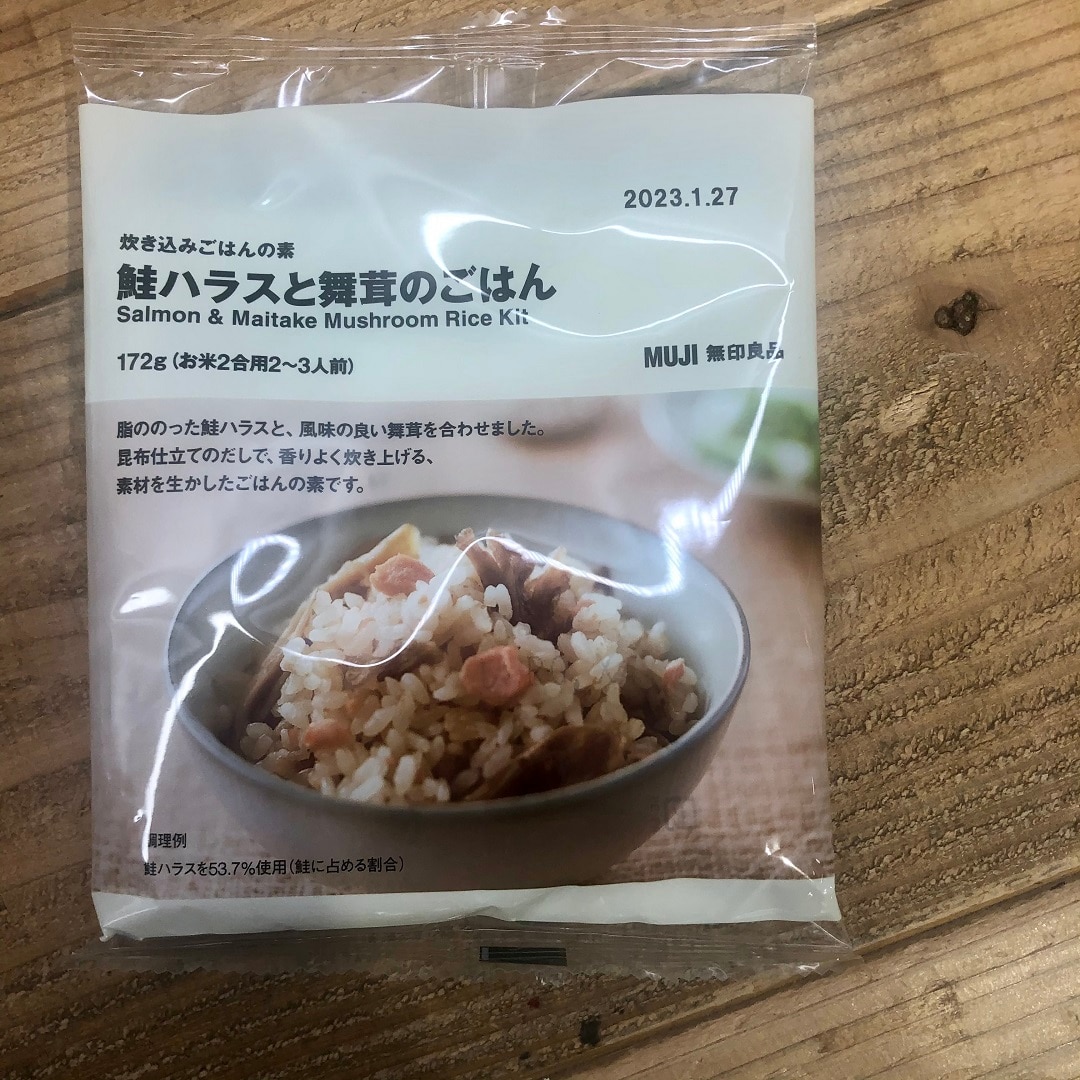 2023.1.27
炊き込みごはんの素
鮭ハラスと舞茸のごはん
Salmon & Maitake Mushroom Rice Kit
172g（お米2合用2〜3人前）
MUJI 無印良品
脂ののった鮭ハラスと、風味の良い舞茸を合わせました。
昆布仕立てのだしで、香りよく炊き上げる、
素材を生かしたごはんの素です。
調理例
鮭ハラスを53.7%使用（鮭に占める割合）